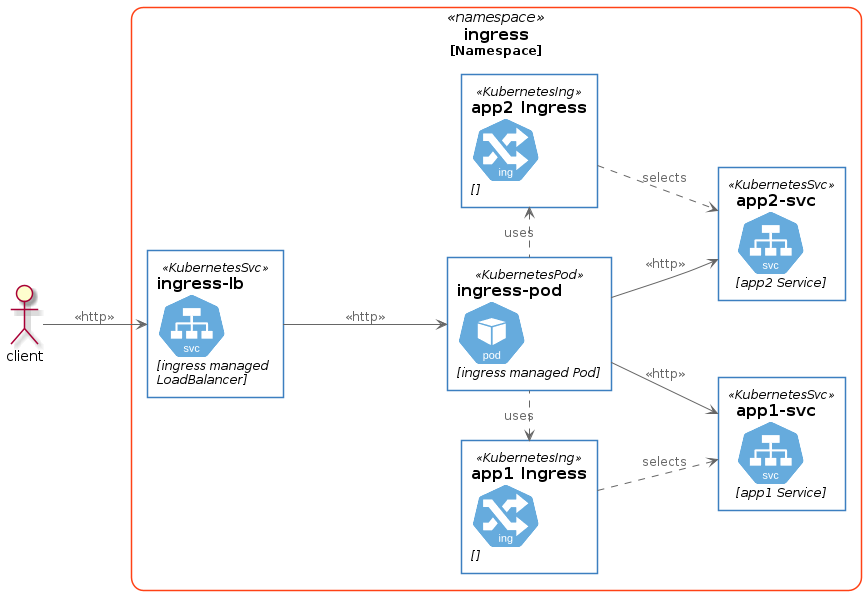 «namespace»
ingress
[Namespace]
«KubernetesIng»
app2 Ingress
ing
[]
selects
«KubernetesSvc»
app2-svc
svc
[app2 Service]
uses
«http»
«KubernetesSvc»
ingress-lb
svc
[ingress managed
LoadBalancer]
«KubernetesPod»
ingress-pod
pod
[ingress managed Pod]
client
«http»
«http»
«http»
uses
«KubernetesSvc»
app1-svc
svc
[app1 Service]
selects
«KubernetesIng»
app1 Ingress
ing
[]